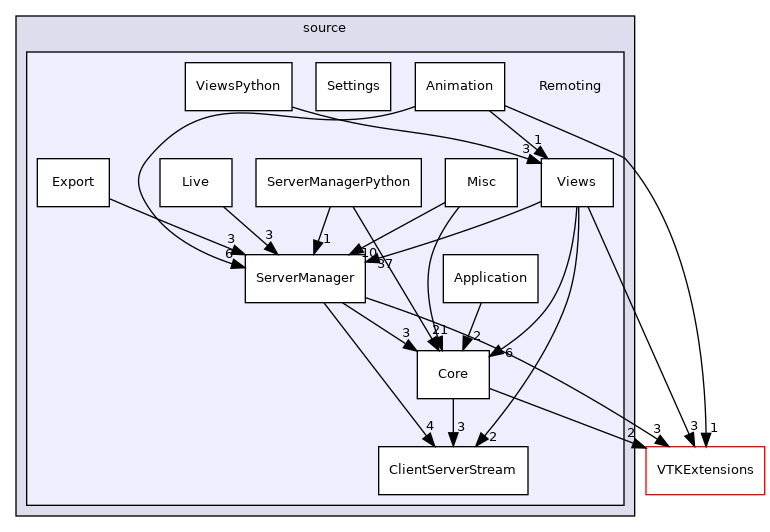 source
ViewsPython
Settings
Animation
Remoting
1
3
Export
Live
ServerManagerPython
Misc
Views
3
3
1
6
10
37
ServerManager
Application
3
21
2
6
Core
4
3
2
2
3
3
1
ClientServerStream
VTKExtensions